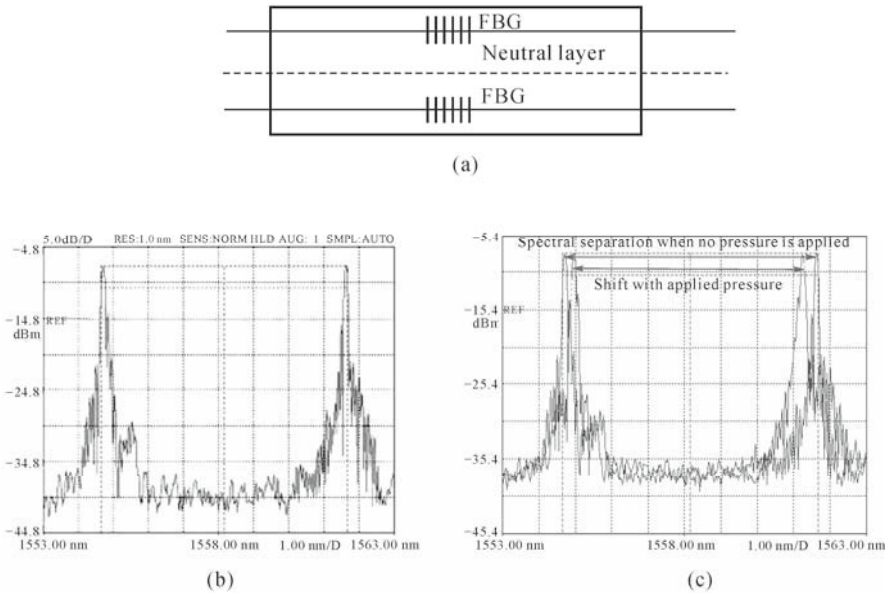 FBG
Neutral layer
FBG
(a)
5.0dB/D RES:1.0 nm SENS:NORM HLD AUG: 1 SMPL:AUTO
-4.8
-14.8 REF
dBm
-24.8
-34.8
-44.8
1553.00 nm 1558.00 nm 1.00 nm/D 1563.00 nm
(b)
-5.4
Spectral separation when no pressure is applied
Shift with applied pressure
-15.4 REF
dBm
-25.4
-35.4
-45.4
1553.00 nm 1558.00 nm 1.00 nm/D 1563.00 nm
(c)